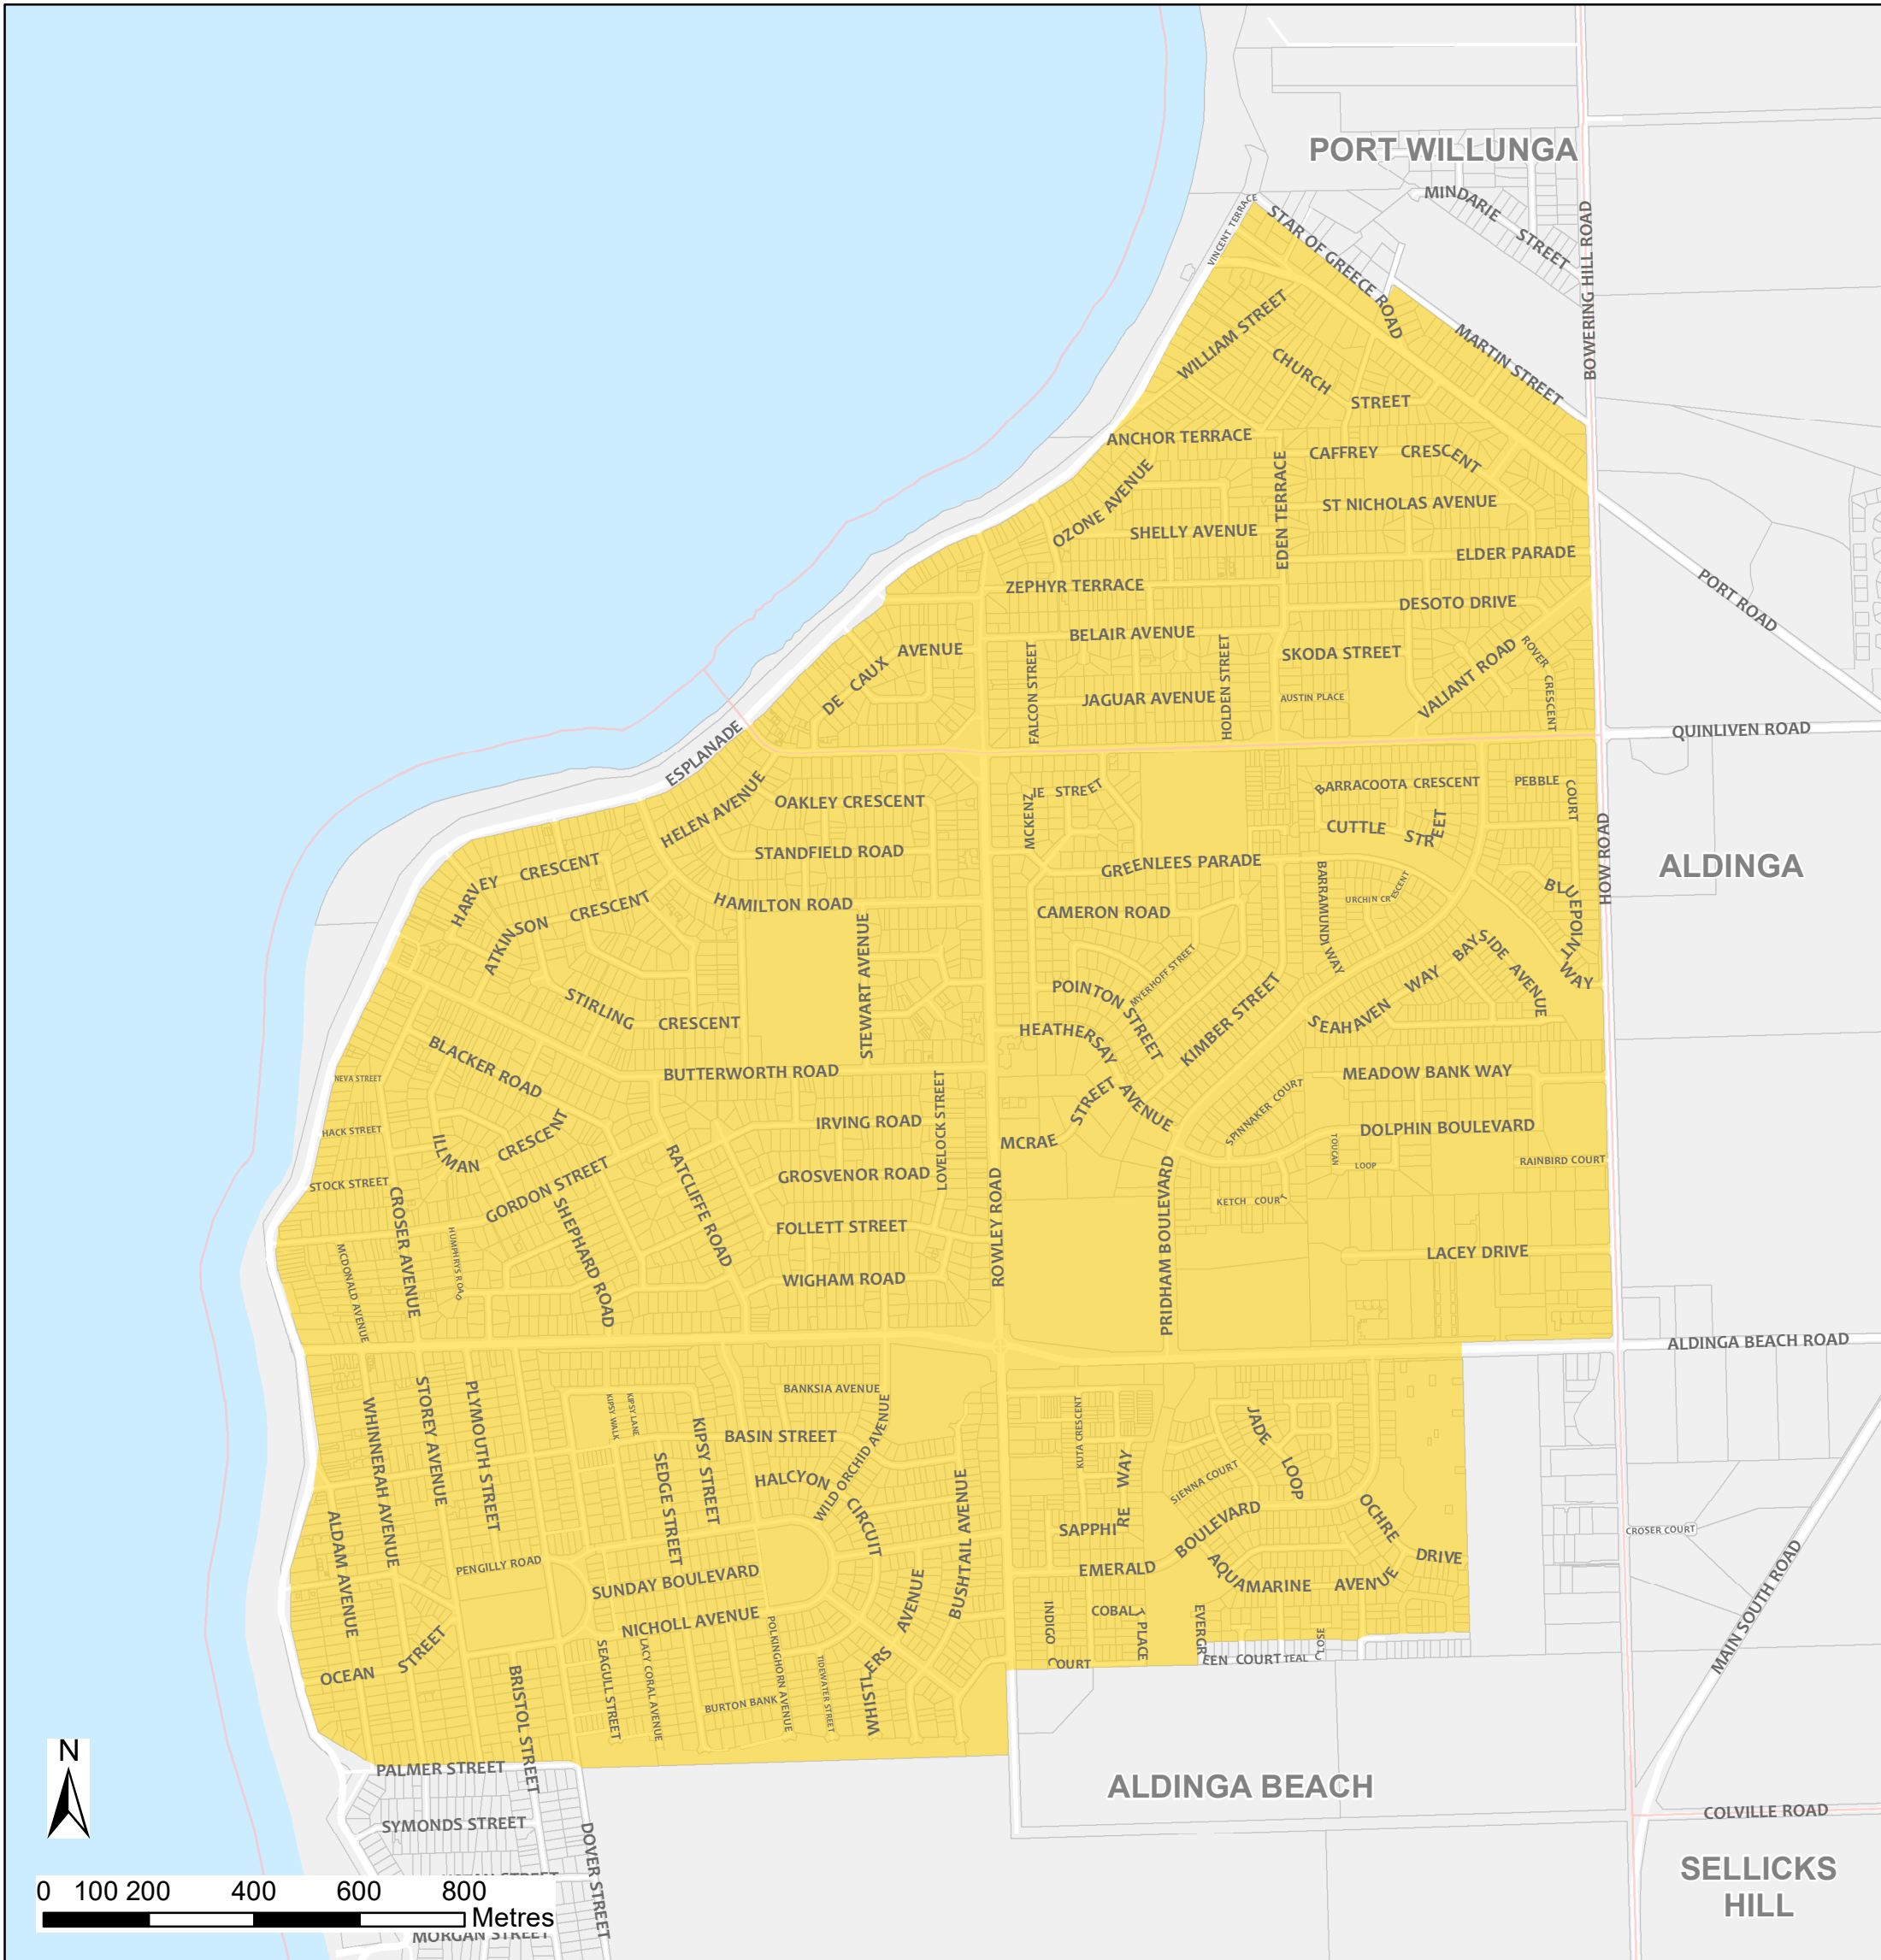 PORT WILLUNGA
MINDARIE STREET
VINCENT TERRACE
STAR OF GREECE ROAD
BOWERING HILL ROAD
WILLIAM STREET
MARTIN STREET
CHURCH STREET
ANCHOR TERRACE
CAFFREY CRESCENT
OZONE AVENUE
EDEN TERRACE
ST NICHOLAS AVENUE
SHELLY AVENUE
ELDER PARADE
ZEPHYR TERRACE
DESOTO DRIVE
PORT ROAD
BELAIR AVENUE
DE CAUX AVENUE
FALCON STREET
HOLDEN STREET
SKODA STREET
VALIANT ROAD
ROVER CRESCENT
JAGUAR AVENUE
AUSTIN PLACE
QUINLIVEN ROAD
ESPLANADE
HELEN AVENUE
OAKLEY CRESCENT
MCKENZIE STREET
BARRACOOTA CRESCENT
PEBBLE COURT
CUTTLE STREET
HOW ROAD
STANDFIELD ROAD
GREENLEES PARADE
ALDINGA
HARVEY CRESCENT
ATKINSON CRESCENT
HAMILTON ROAD
CAMERON ROAD
BARRAMUNDI WAY
URCHIN CRESCENT
BLUEPOINT WAY
STEWART AVENUE
MYERHOFF STREET
BAYSIDE AVENUE
POINTON STREET
STIRLING CRESCENT
KIMBER STREET
SEAHAVEN WAY
HEATHERSAY AVENUE
BLACKER ROAD
BUTTERWORTH ROAD
MEADOW BANK WAY
NEVA STREET
LOVELOCK STREET
SPINNAKER COURT
HACK STREET
ILLMAN CRESCENT
IRVING ROAD
MCRAE STREET
DOLPHIN BOULEVARD
TOUCAN LOOP
RAINBIRD COURT
STOCK STREET
GORDON STREET
RATCLIFFE ROAD
GROSVENOR ROAD
ROWLEY ROAD
PRIDHAM BOULEVARD
KETCH COURT
CROSER AVENUE
HUMPHRYS ROAD
SHEPHARD ROAD
FOLLETT STREET
LACEY DRIVE
MCDONALD AVENUE
WIGHAM ROAD
ALDINGA BEACH ROAD
WHINNERAH AVENUE
STOREY AVENUE
PLYMOUTH STREET
KIPSY WALK
KIPSY LANE
BANKSIA AVENUE
KIPSY STREET
BASIN STREET
WILD ORCHID AVENUE
KUTA CRESCENT
JADE LOOP
SEDGE STREET
HALCYON CIRCUIT
BUSHTAIL AVENUE
SAPPHIRE WAY
SIENNA COURT
OCHRE DRIVE
CROSER COURT
ALDAM AVENUE
PENGILLY ROAD
SUNDAY BOULEVARD
EMERALD BOULEVARD
AQUAMARINE AVENUE
MAIN SOUTH ROAD
NICHOLL AVENUE
INDIGO COURT
COBALT PLACE
EVERGREEN COURT
TEAL CLOSE
OCEAN STREET
SEAGULL STREET
LACY CORAL AVENUE
POLKINGHORN AVENUE
TIDEWATER STREET
WHISTLERS AVENUE
BRISTOL STREET
BURTON BANK
PALMER STREET
ALDINGA BEACH
SYMONDS STREET
DOVER STREET
COLVILLE ROAD
SELLICKS
HILL
N
0 100 200 400 600 800
Metres
MORGAN STREET